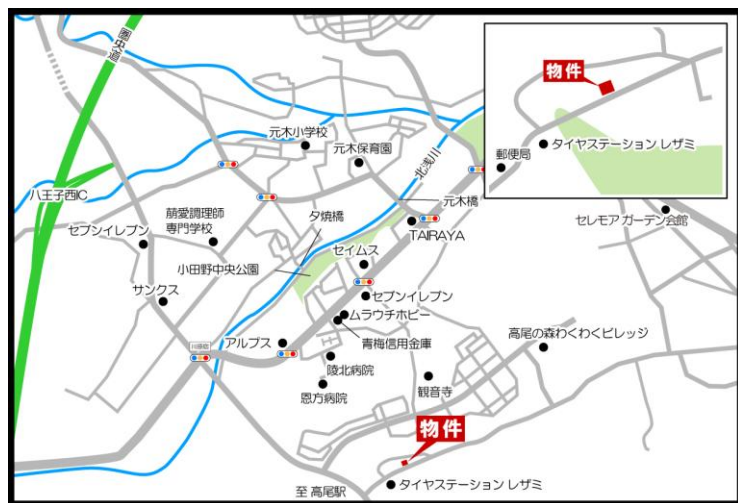 圏央道
物件
郵便局
タイヤステーション レザミ
元木小学校
元木保育園
北浅川
八王子西IC
セブンイレブン
萠愛調理師
専門学校
夕焼橋
元木橋
TAIRAYA
セレモア ガーデン会館
小田野中央公園
セイムス
サンクス
セブンイレブン
ムラウチホビー
アルプス
青梅信用金庫
高尾の森わくわくビレッジ
陵北病院
恩方病院
観音寺
物件
至 高尾駅
タイヤステーション レザミ